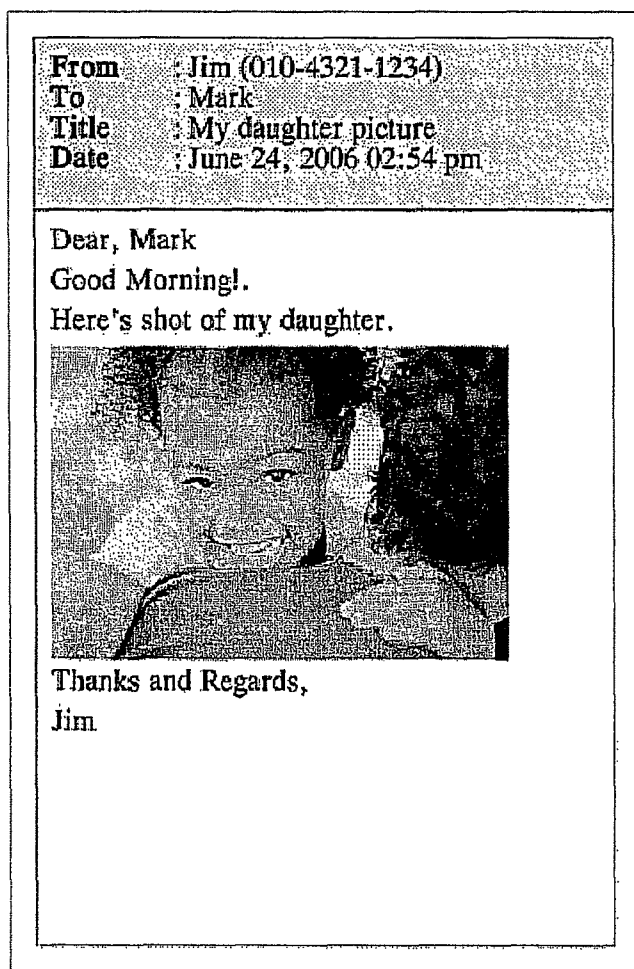 From : Jim (010-4321-1234)
To : Mark
Title : My daughter picture
Date : June 24, 2006 02:54 pm
Dear, Mark
Good Morning!.
Here's shot of my daughter.
Thanks and Regards,
Jim